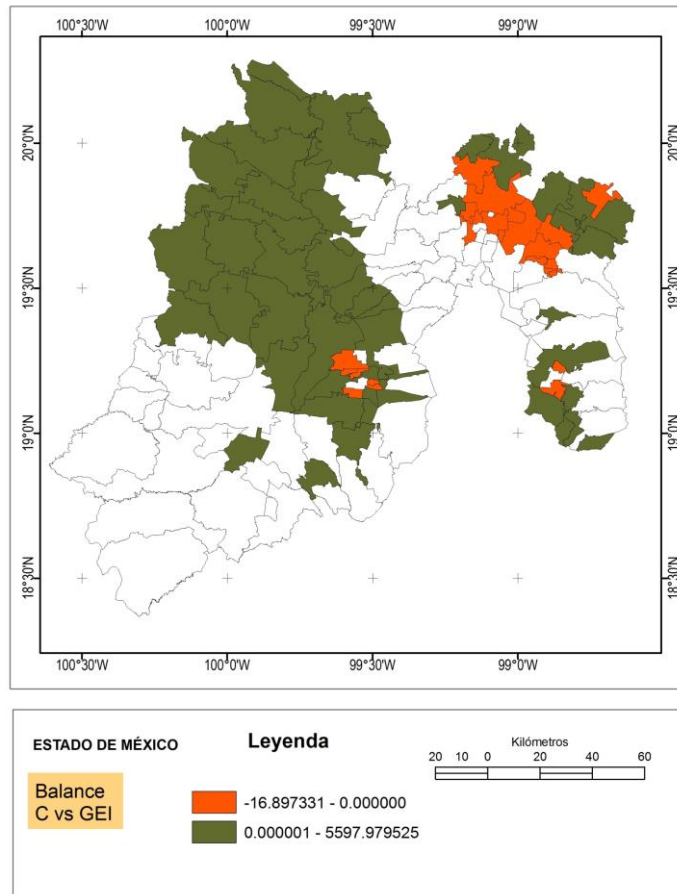 100°30'W 100°0'W 99°30'W 99°0'W
20°0'N 20°0'N
19°30'N 19°30'N
19°0'N 19°0'N
18°30'N 18°30'N
100°30'W 100°0'W 99°30'W 99°0'W
ESTADO DE MÉXICO
Leyenda
Kilómetros
20 10 0 20 40 60
Balance
C vs GEI
-16.897331 - 0.000000
0.000001 - 5597.979525